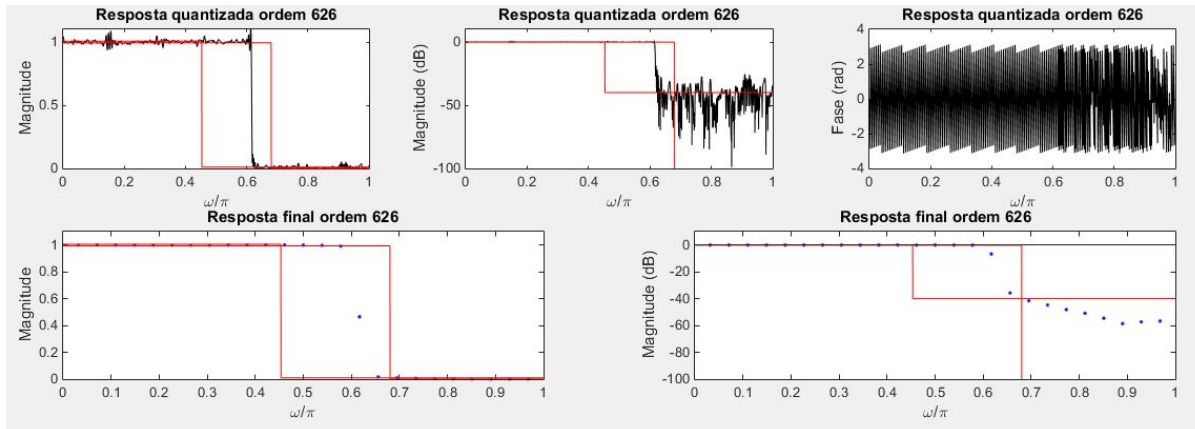 Resposta quantizada ordem 626
Magnitude
1
0.5
0
0 0.2 0.4 0.6 0.8 1
ω/π
Resposta quantizada ordem 626
Magnitude (dB)
0
-50
-100
0 0.2 0.4 0.6 0.8 1
ω/π
Resposta quantizada ordem 626
Fase (rad)
4
2
0
-2
-4
0 0.2 0.4 0.6 0.8 1
ω/π
Resposta final ordem 626
Magnitude
1
0.8
0.6
0.4
0.2
0
0 0.1 0.2 0.3 0.4 0.5 0.6 0.7 0.8 0.9 1
ω/π
Resposta final ordem 626
Magnitude (dB)
0
-20
-40
-60
-80
-100
0 0.1 0.2 0.3 0.4 0.5 0.6 0.7 0.8 0.9 1
ω/π